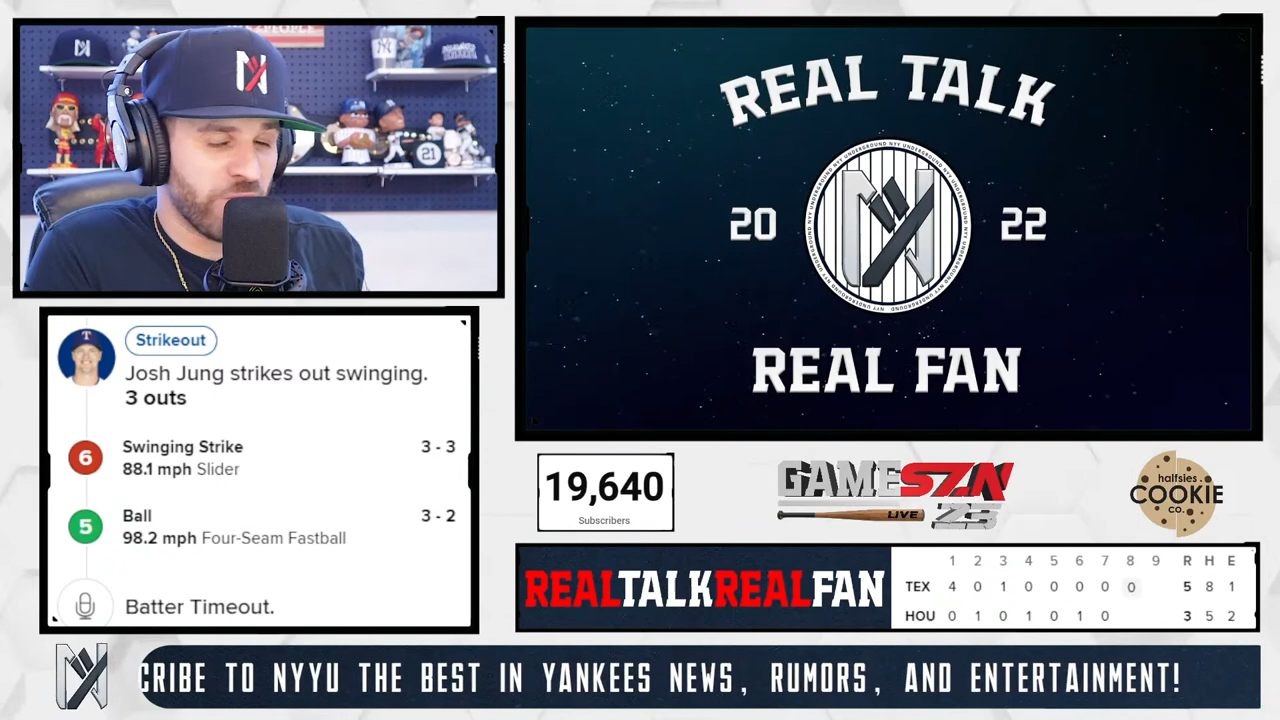 Strikeout
Josh Jung strikes out swinging.
3 outs
6
Swinging Strike
3 - 3
88.1 mph Slider
5
Ball
3 - 2
98.2 mph Four-Seam Fastball
Batter Timeout.
REAL TALK
20 22
NYY UNDERGROUND
REAL FAN
19,640
Subscribers
GAMESZN
LIVE 23
halfsies
COOKIE
co.
REALTALKREALFAN
1 2 3 4 5 6 7 8 9 R H E
TEX 4 0 1 0 0 0 0 0 5 8 1
HOU 0 1 0 1 0 1 0 3 5 2
CRIBE TO NYYU THE BEST IN YANKEES NEWS, RUMORS, AND ENTERTAINMENT!
21